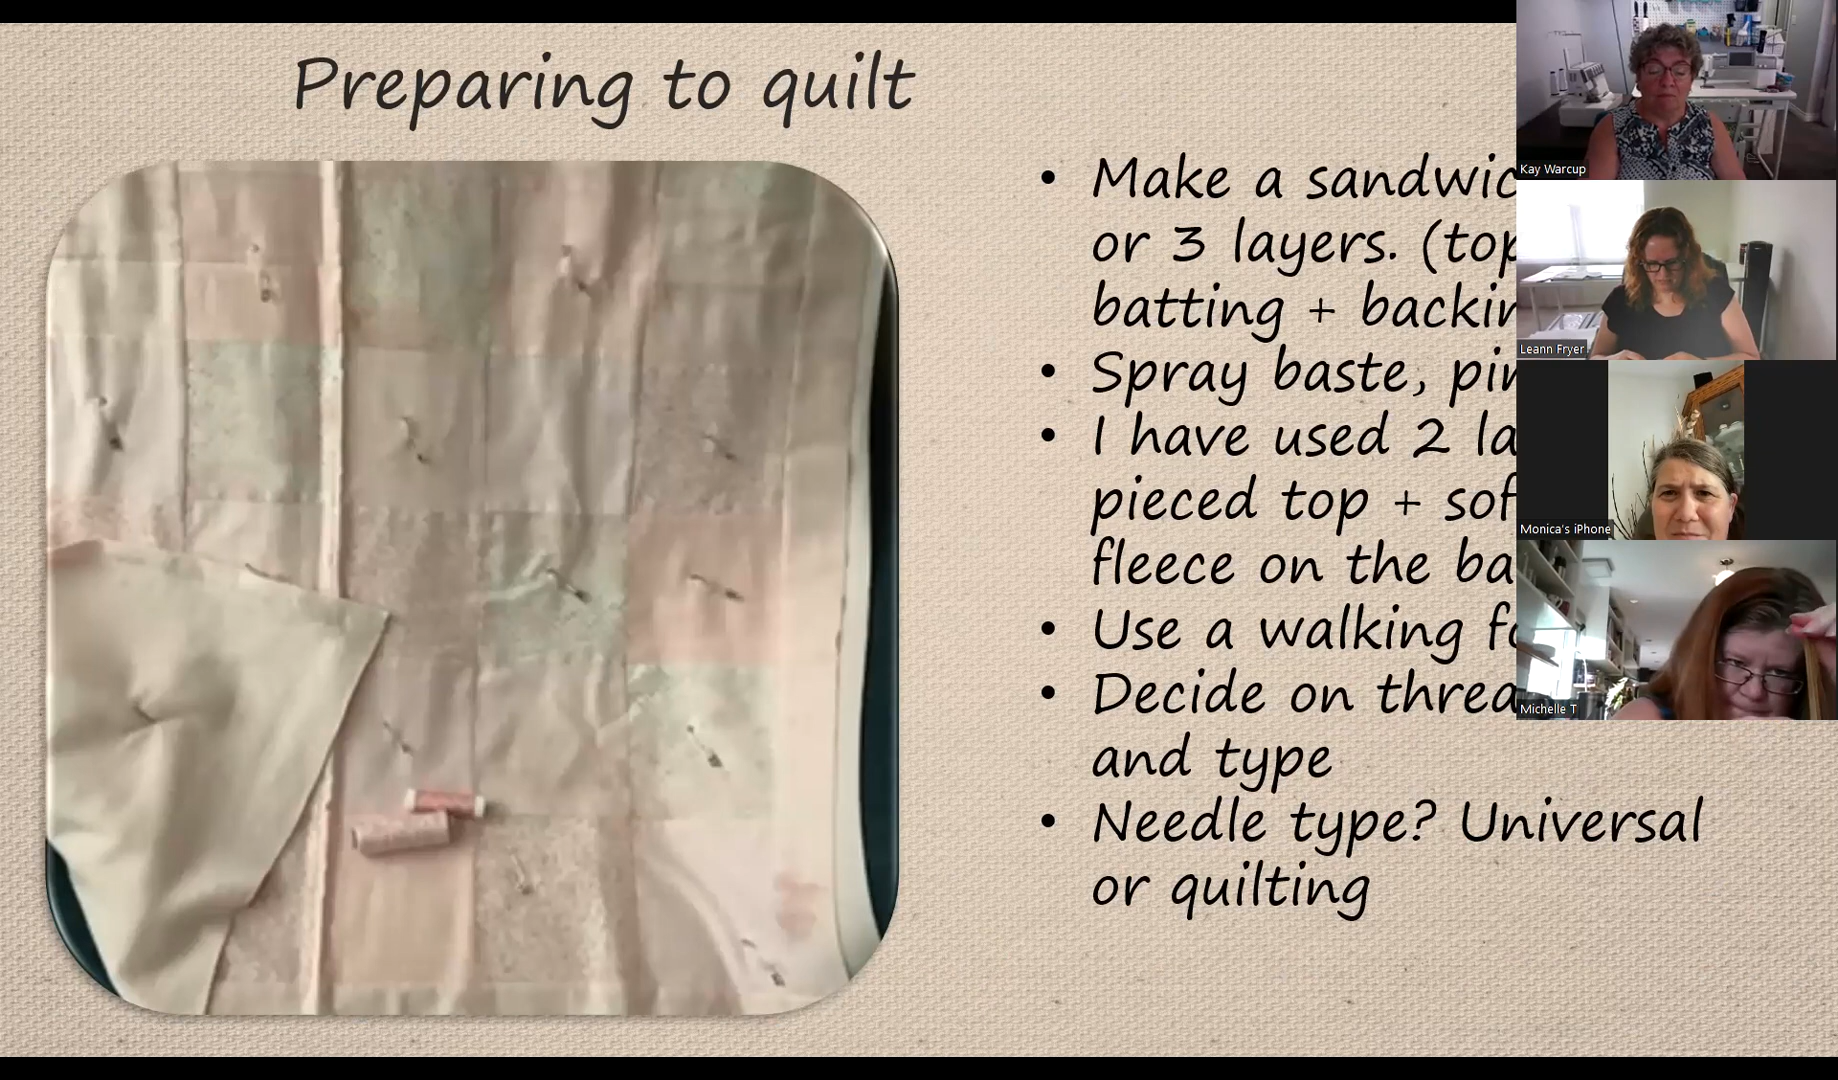 Preparing to quilt
• Make a sandwic
or 3 layers. (top
batting + backin
• Spray baste, pin
• I have used 2 la
pieced top + sof
fleece on the ba
• Use a walking fo
• Decide on threa
and type
• Needle type? Universal
or quilting
Kay Warcup
Leann Fryer
Monica's iPhone
Michelle T